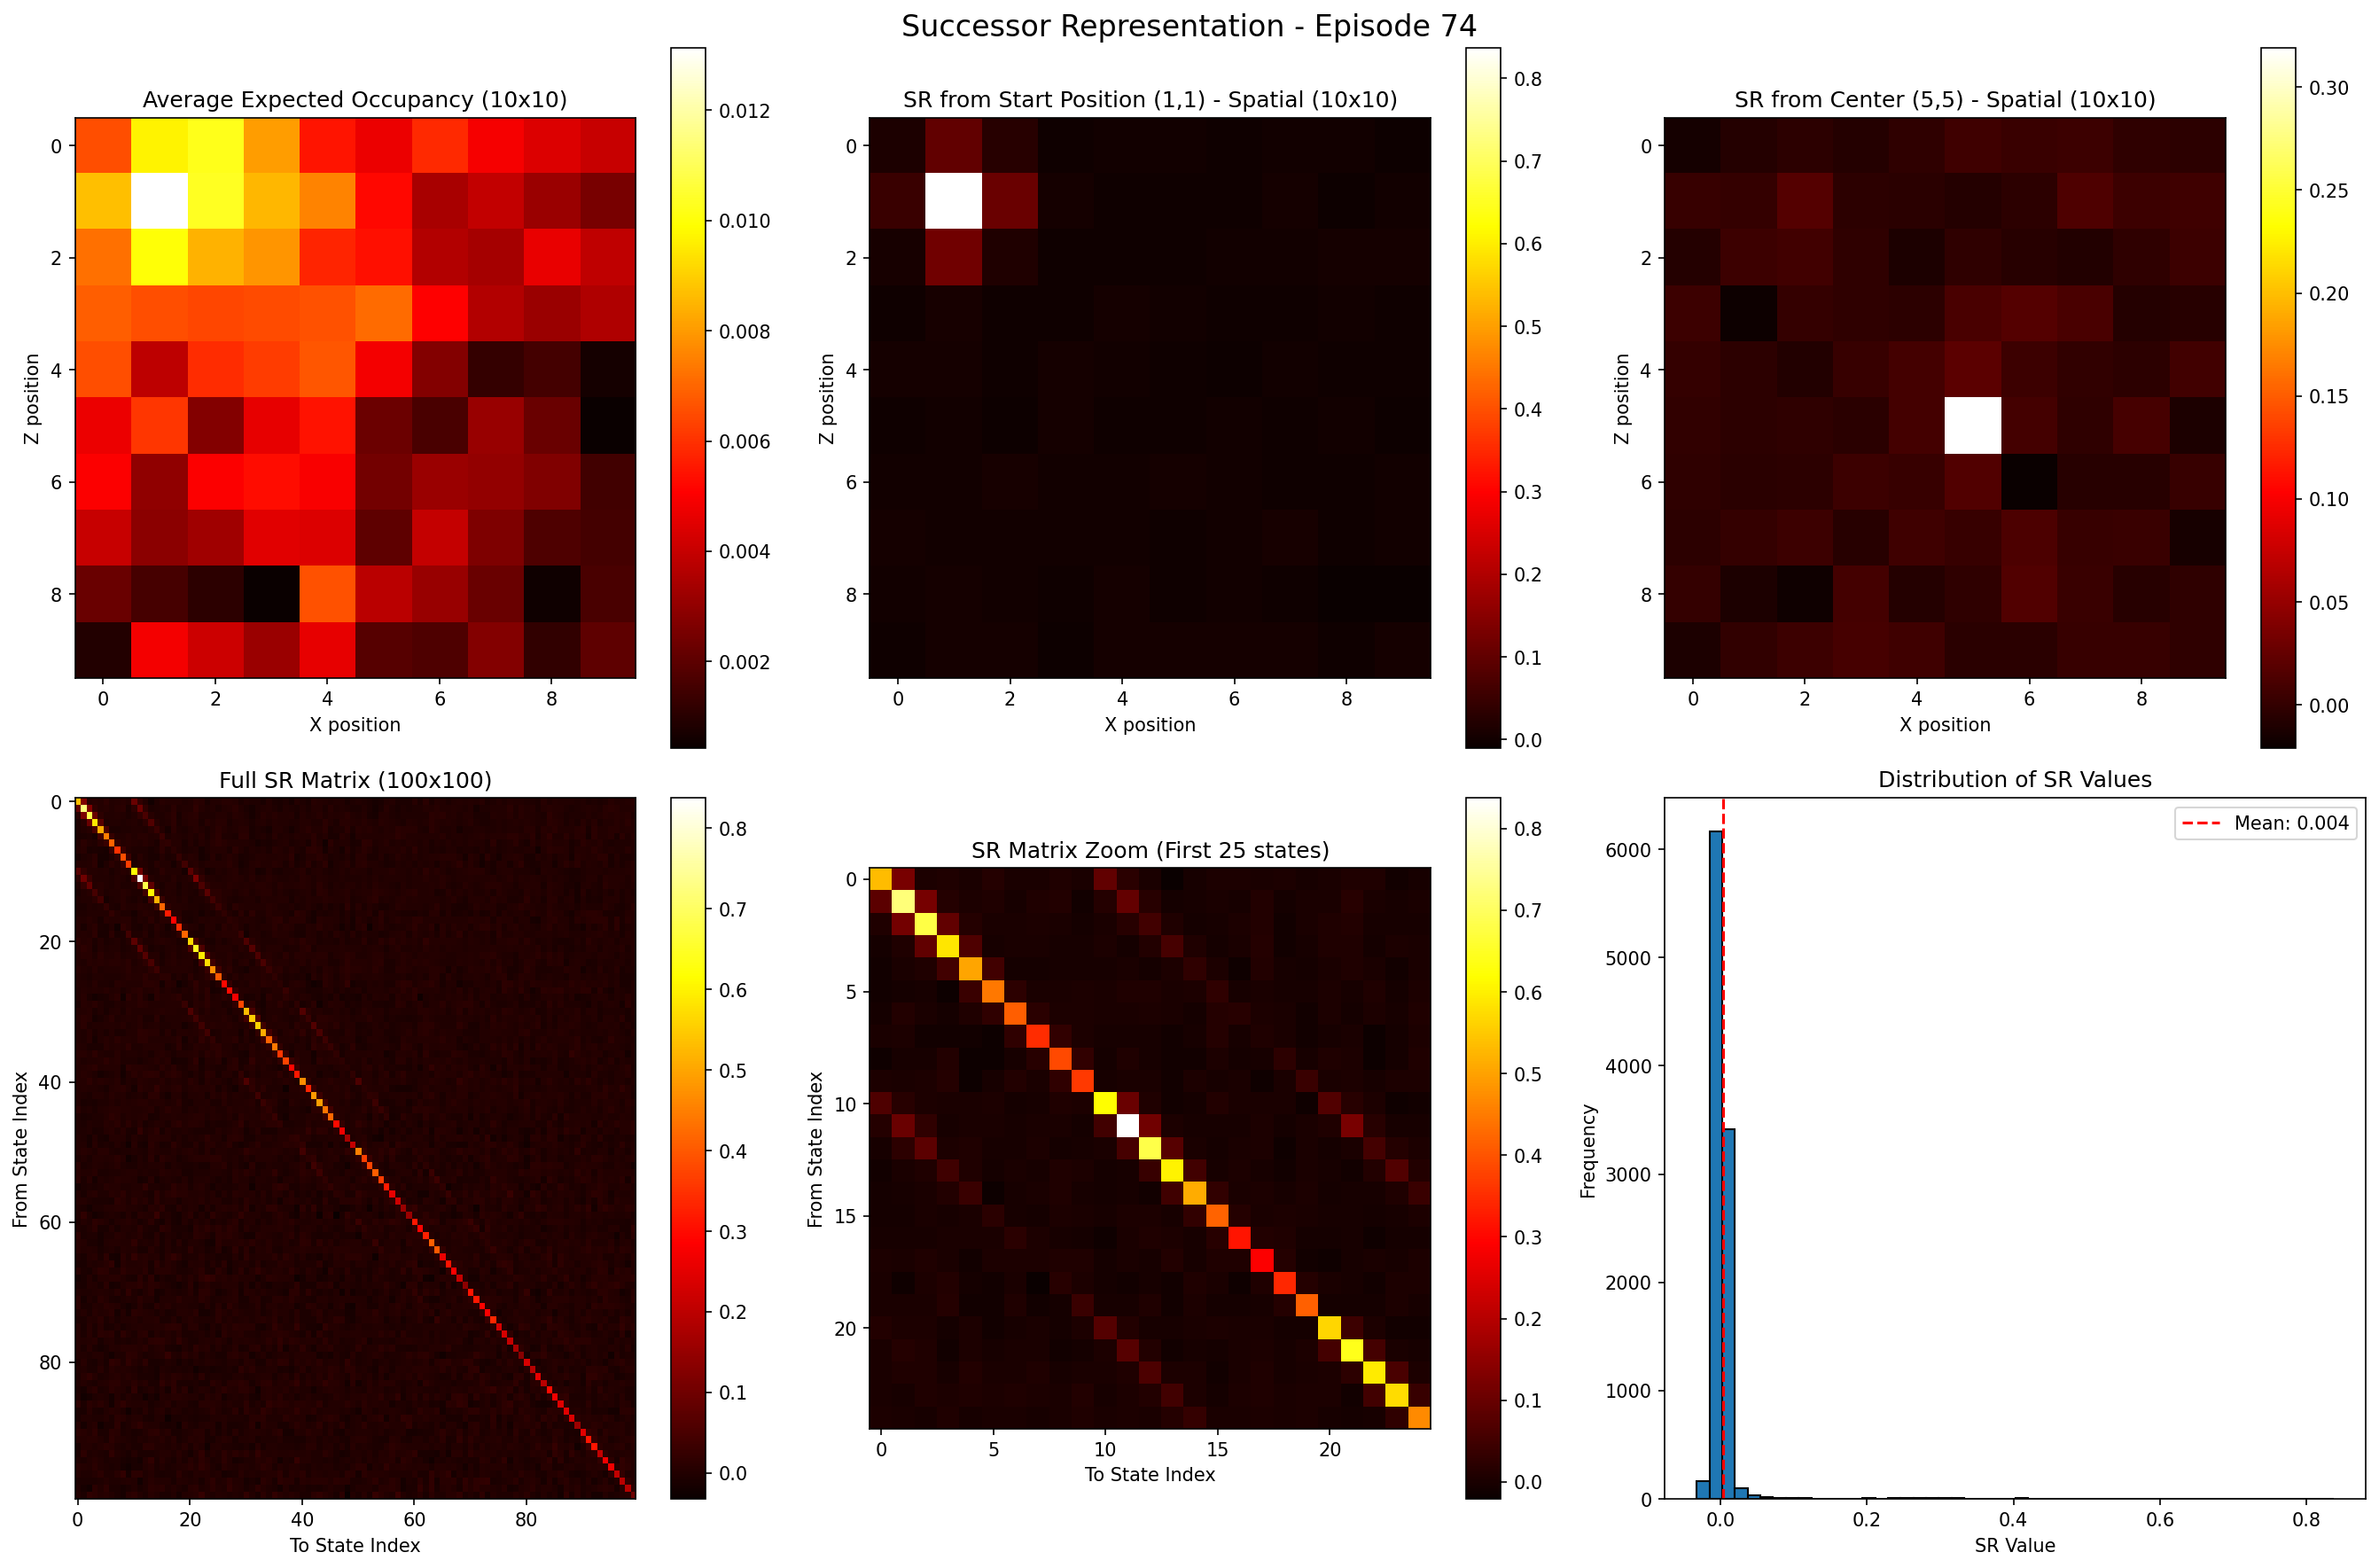 Successor Representation - Episode 74
Average Expected Occupancy (10x10)
0
2
4
6
8
Z position
0 2 4 6 8
X position
0.012
0.010
0.008
0.006
0.004
0.002
SR from Start Position (1,1) - Spatial (10x10)
0
2
4
6
8
Z position
0 2 4 6 8
X position
0.8
0.7
0.6
0.5
0.4
0.3
0.2
0.1
0.0
SR from Center (5,5) - Spatial (10x10)
0
2
4
6
8
Z position
0 2 4 6 8
X position
0.30
0.25
0.20
0.15
0.10
0.05
0.00
Full SR Matrix (100x100)
0
20
40
60
80
From State Index
0 20 40 60 80
To State Index
0.8
0.7
0.6
0.5
0.4
0.3
0.2
0.1
0.0
SR Matrix Zoom (First 25 states)
0
5
10
15
20
From State Index
0 5 10 15 20
To State Index
0.8
0.7
0.6
0.5
0.4
0.3
0.2
0.1
0.0
Distribution of SR Values
Mean: 0.004
6000
5000
4000
3000
2000
1000
0
Frequency
0.0 0.2 0.4 0.6 0.8
SR Value